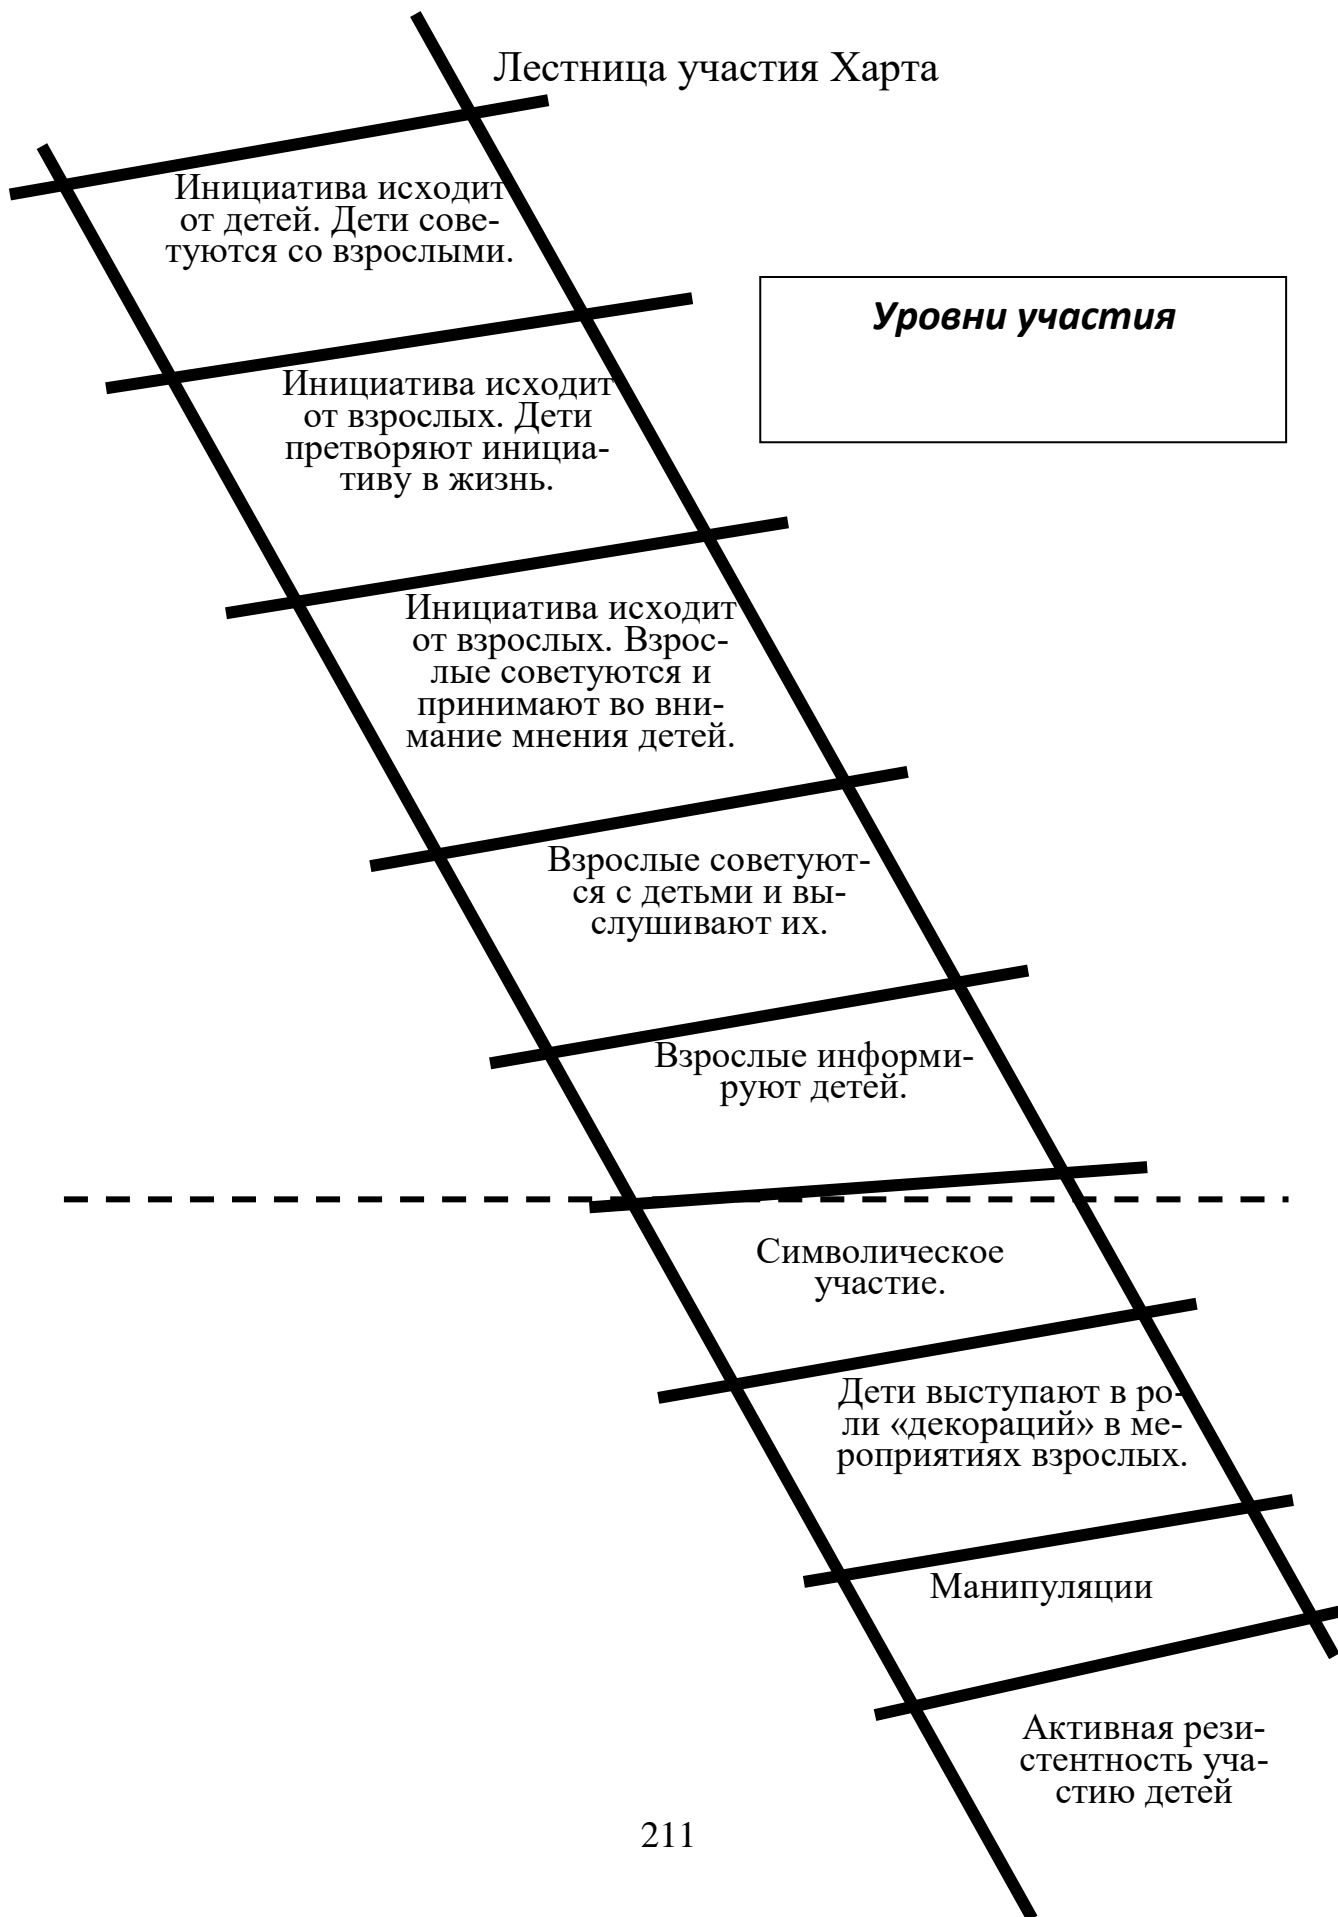 Лестница участия Харта
Инициатива исходит
от детей. Дети сове-
туются со взрослыми.
Уровни участия
Инициатива исходит
от взрослых. Дети
претворяют инициа-
тиву в жизнь.
Инициатива исходит
от взрослых. Взрос-
лые советуются и
принимают во вни-
мание мнения детей.
Взрослые советуют-
ся с детьми и вы-
слушивают их.
Взрослые информи-
руют детей.
Символическое
участие.
Дети выступают в ро-
ли «декораций» в ме-
роприятиях взрослых.
Манипуляции
Активная рези-
стентность уча-
стию детей
211